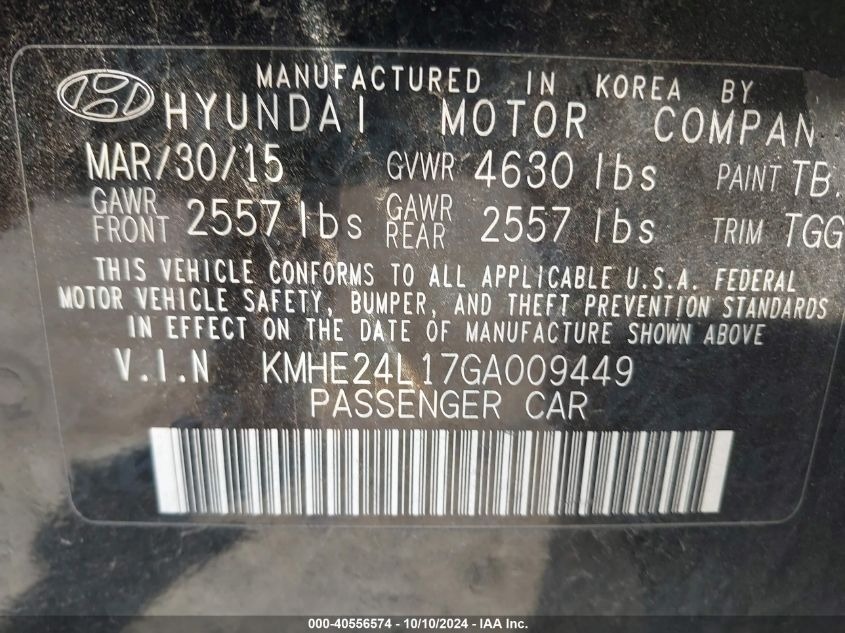 MANUFACTURED IN KOREA BY
HYUNDAI MOTOR COMPAN
MAR/30/15 GVWR 4630 lbs PAINT TB.
GAWR FRONT 2557 lbs GAWR REAR 2557 lbs TRIM TGG
THIS VEHICLE CONFORMS TO ALL APPLICABLE U.S.A. FEDERAL
MOTOR VEHICLE SAFETY, BUMPER, AND THEFT PREVENTION STANDARDS
IN EFFECT ON THE DATE OF MANUFACTURE SHOWN ABOVE
V.I.N KMHE24L17GA009449
PASSENGER CAR
000-40556574 - 10/10/2024 - IAA Inc.